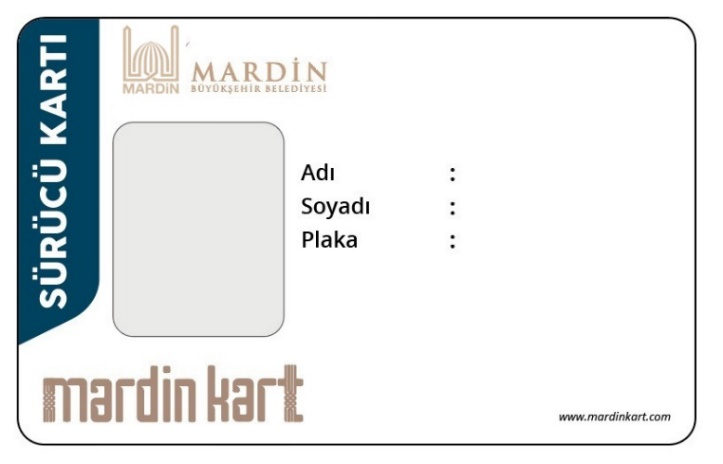 SÜRÜCÜ KARTI
MARDİN
MARDİN
BÜYÜKŞEHİR BELEDİYESİ
Adı :
Soyadı :
Plaka :
mardin kart
www.mardinkart.com